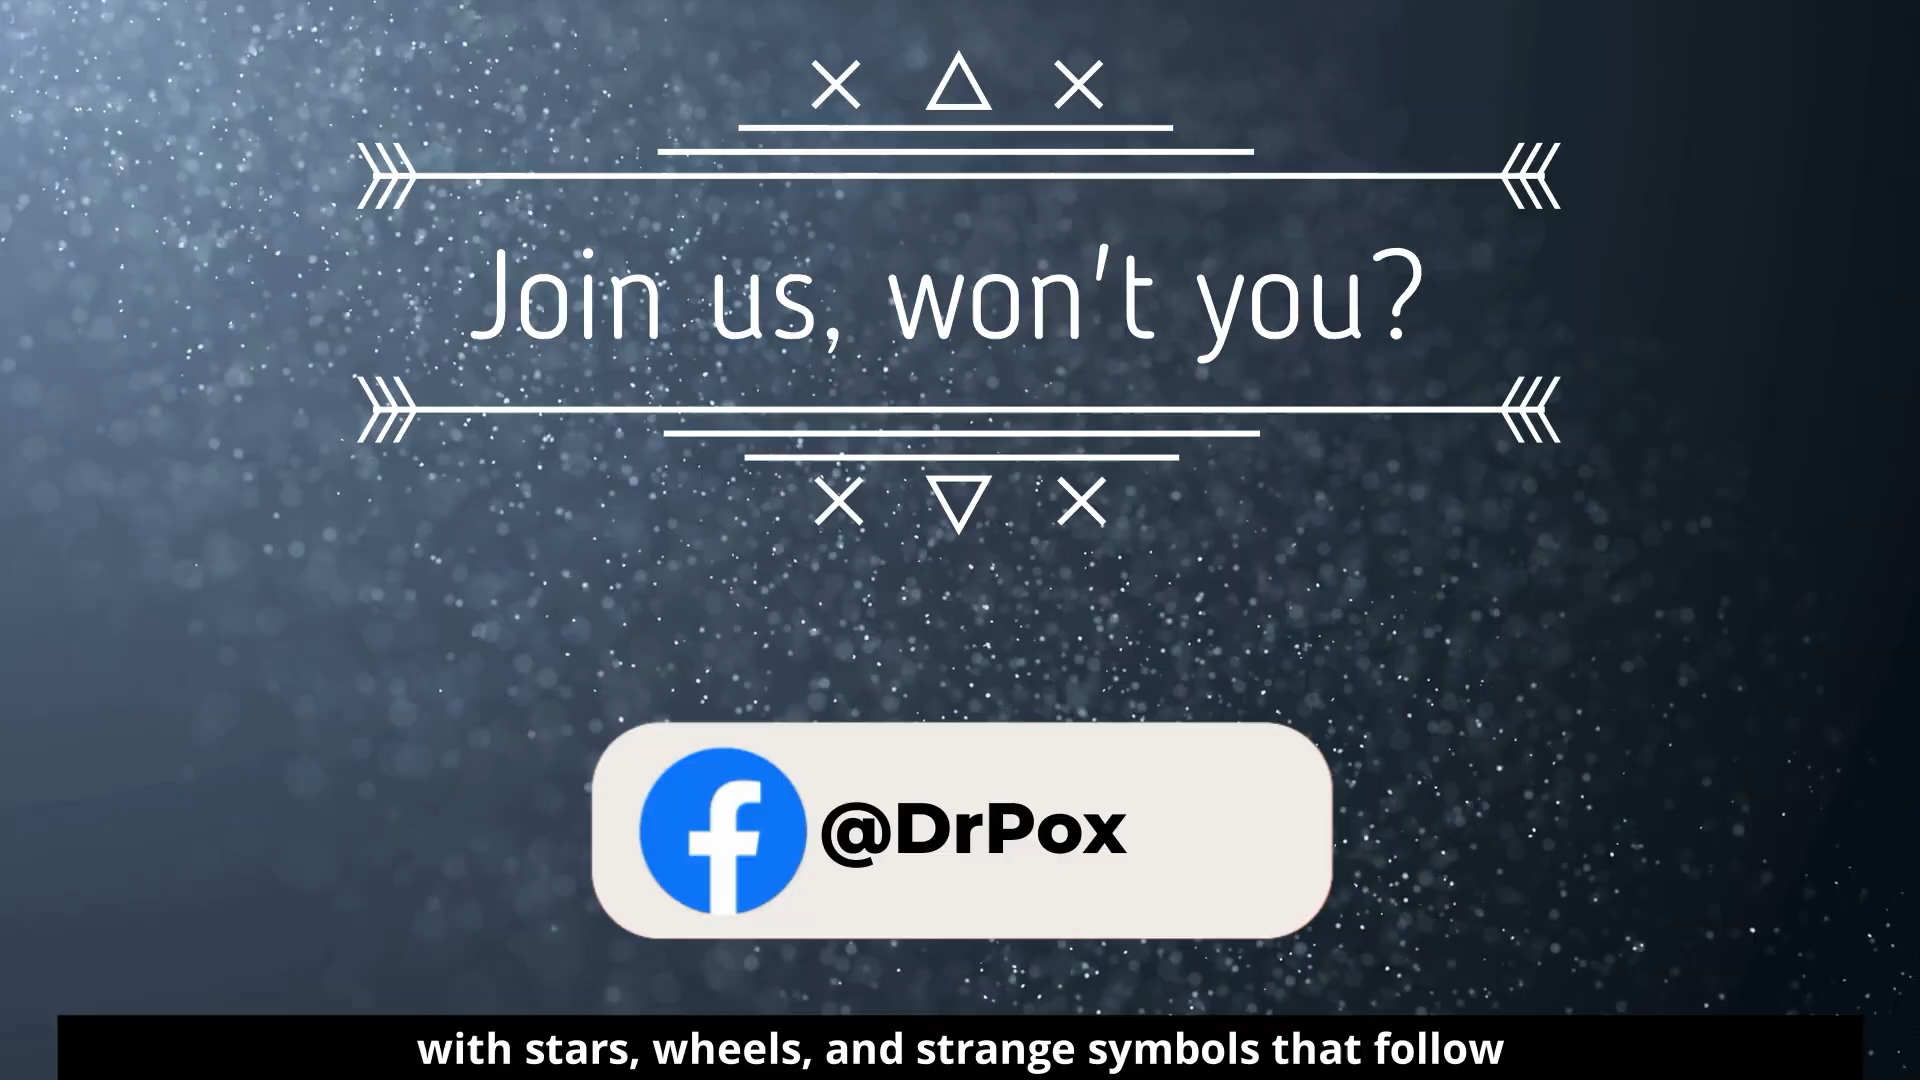 Join us, won't you?
@DrPox
with stars, wheels, and strange symbols that follow